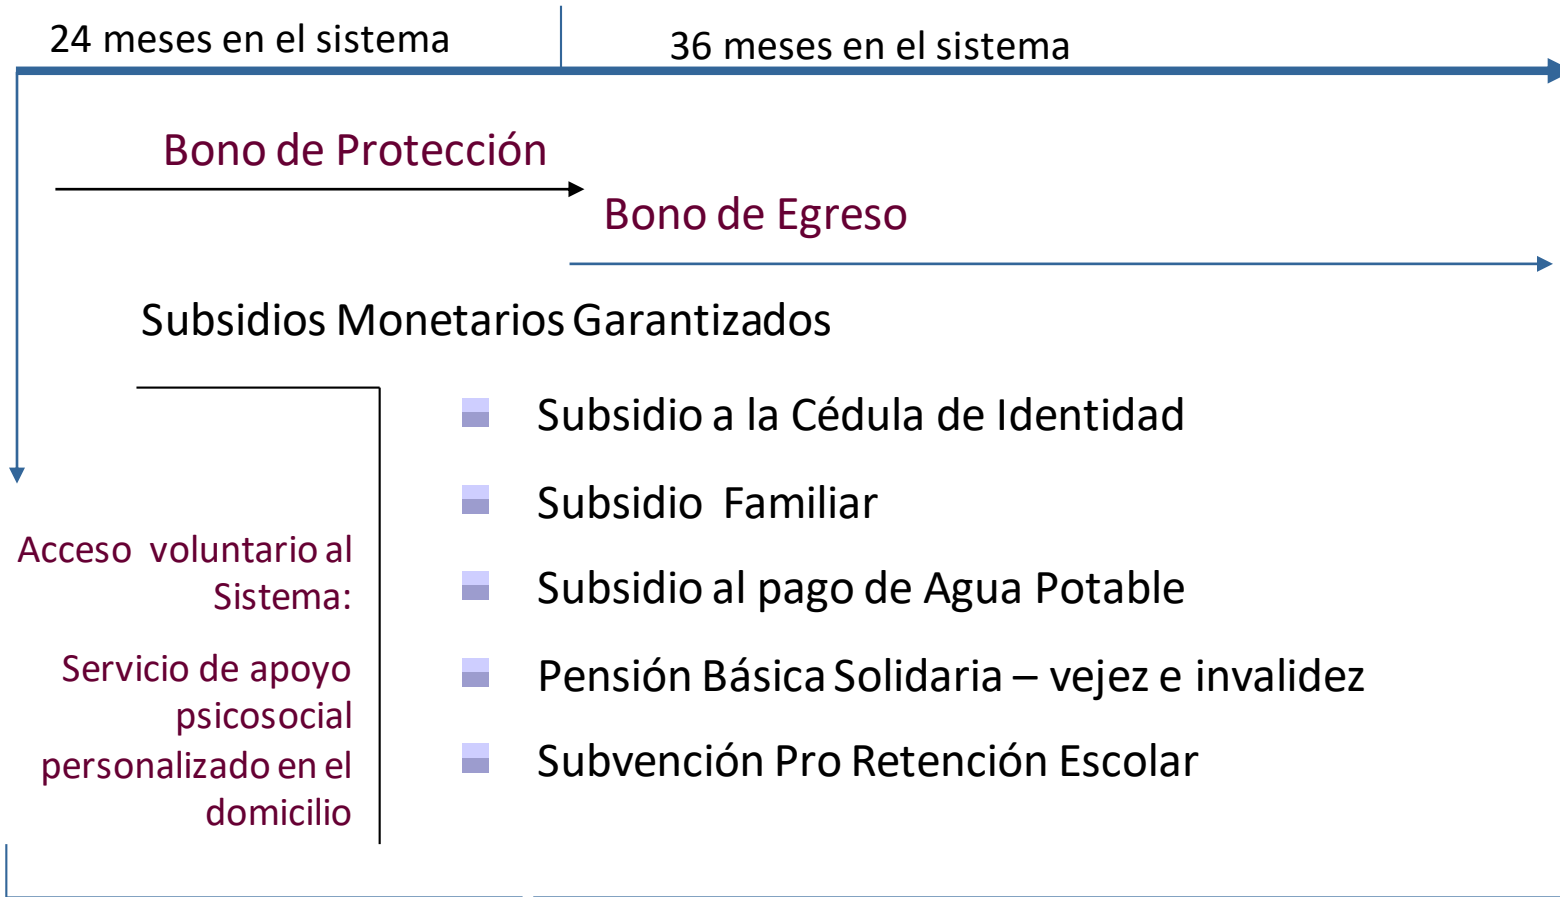 24 meses en el sistema
36 meses en el sistema
Bono de Protección
Bono de Egreso
Subsidios Monetarios Garantizados
Subsidio a la Cédula de Identidad
Subsidio Familiar
Subsidio al pago de Agua Potable
Pensión Básica Solidaria – vejez e invalidez
Subvención Pro Retención Escolar
Acceso voluntario al
Sistema:
Servicio de apoyo
psicosocial
personalizado en el
domicilio